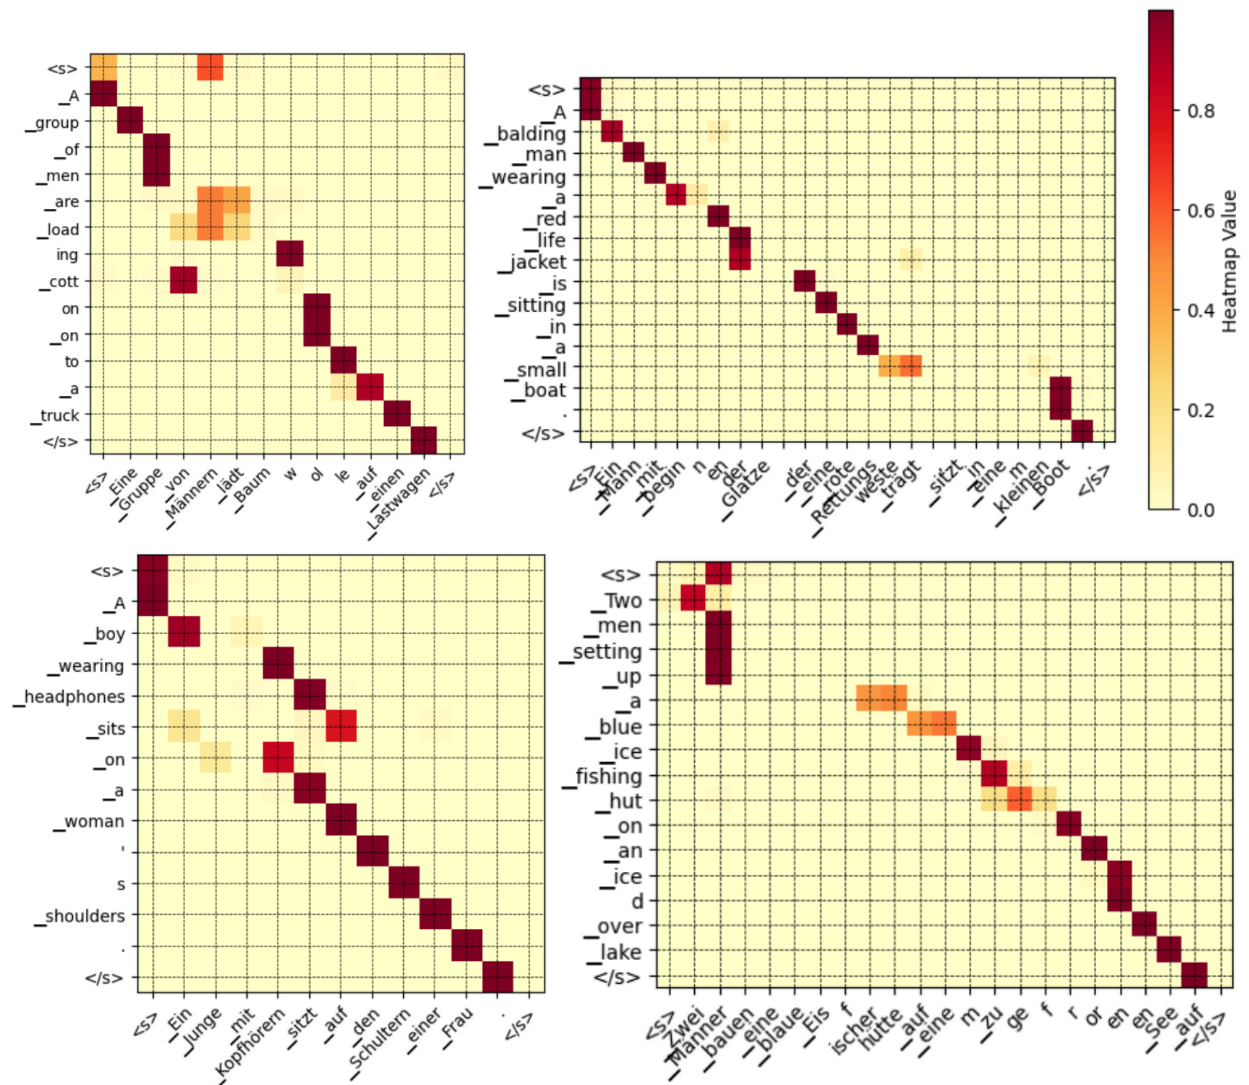 <s>
_A
_group
_of
_men
_are
_load
ing
_cott
on
_on
to
_a
_truck
</s>
<s>
_Eine
_Gruppe
_von
_Männern
_lädt
_Baum
w
ol
le
_auf
_einen
_Lastwagen
</s>
<s>
_A
_balding
_man
_wearing
_a
_red
_life
_jacket
_is
_sitting
_in
_a
_small
_boat
.
</s>
<s>
_Ein
_Mann
_mit
_begin
n
en
der
_Glatze
_der
_eine
_rote
_Rettungs
weste
_trägt
_sitzt
_in
_eine
m
_kleinen
_Boot
.
</s>
0.8
0.6
0.4
0.2
0.0
Heatmap Value
<s>
_A
_boy
_wearing
_headphones
_sits
_on
_a
_woman
'
s
_shoulders
.
</s>
<s>
_Ein
_Junge
_mit
_Kopfhörern
_sitzt
_auf
_den
_Schultern
_einer
_Frau
.
</s>
<s>
_Two
_men
_setting
_up
_a
_blue
_ice
_fishing
_hut
_on
_an
_ice
d
_over
_lake
</s>
<s>
_Zwei
_Männer
_bauen
_eine
_blaue
_Eis
f
ischer
hütte
_auf
_eine
m
_zu
ge
f
r
or
en
en
_See
_auf
</s>